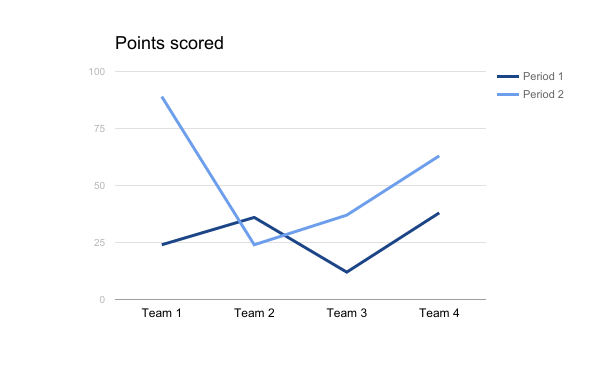 Points scored
100
75
50
25
0
Period 1
Period 2
Team 1
Team 2
Team 3
Team 4